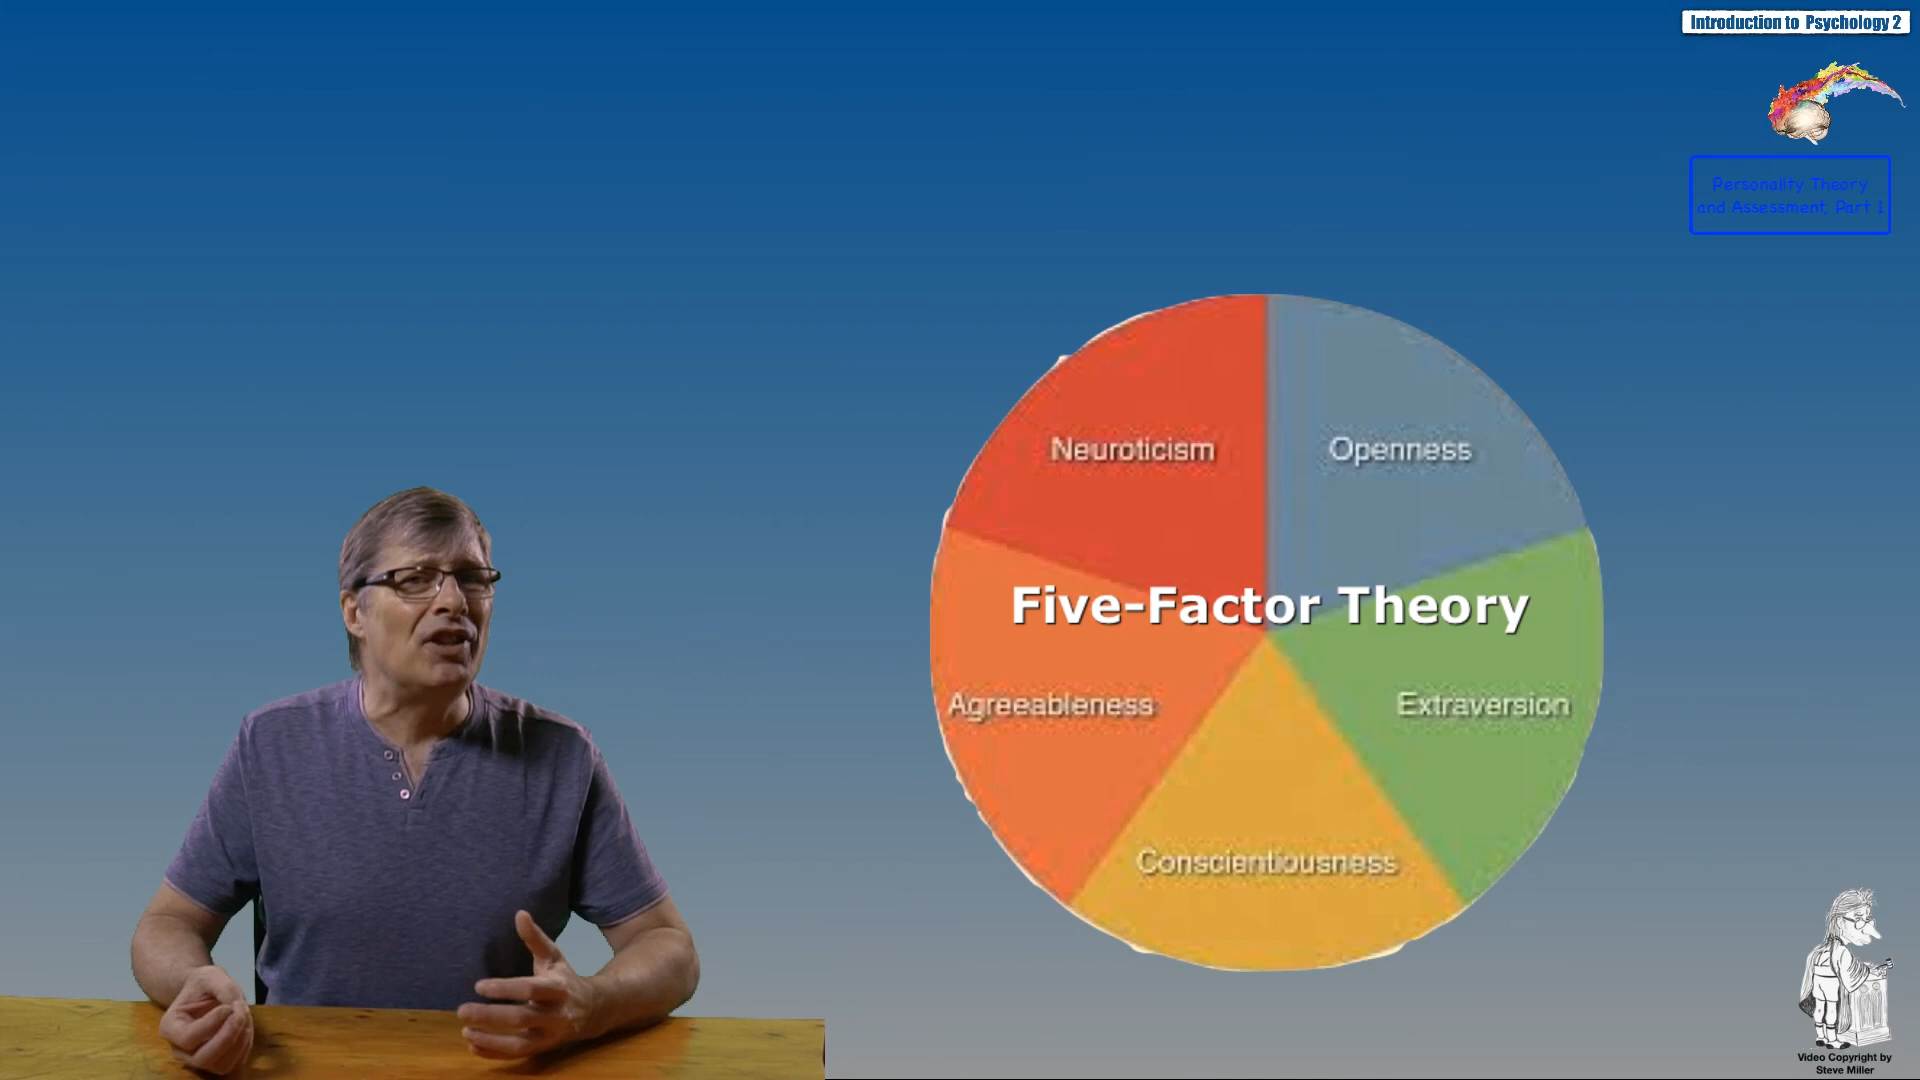 Introduction to Psychology 2
Personality Theory
and Assessment, Part 1
Neuroticism
Openness
Five-Factor Theory
Agreeableness
Extraversion
Conscientiousness
Video Copyright by
Steve Miller